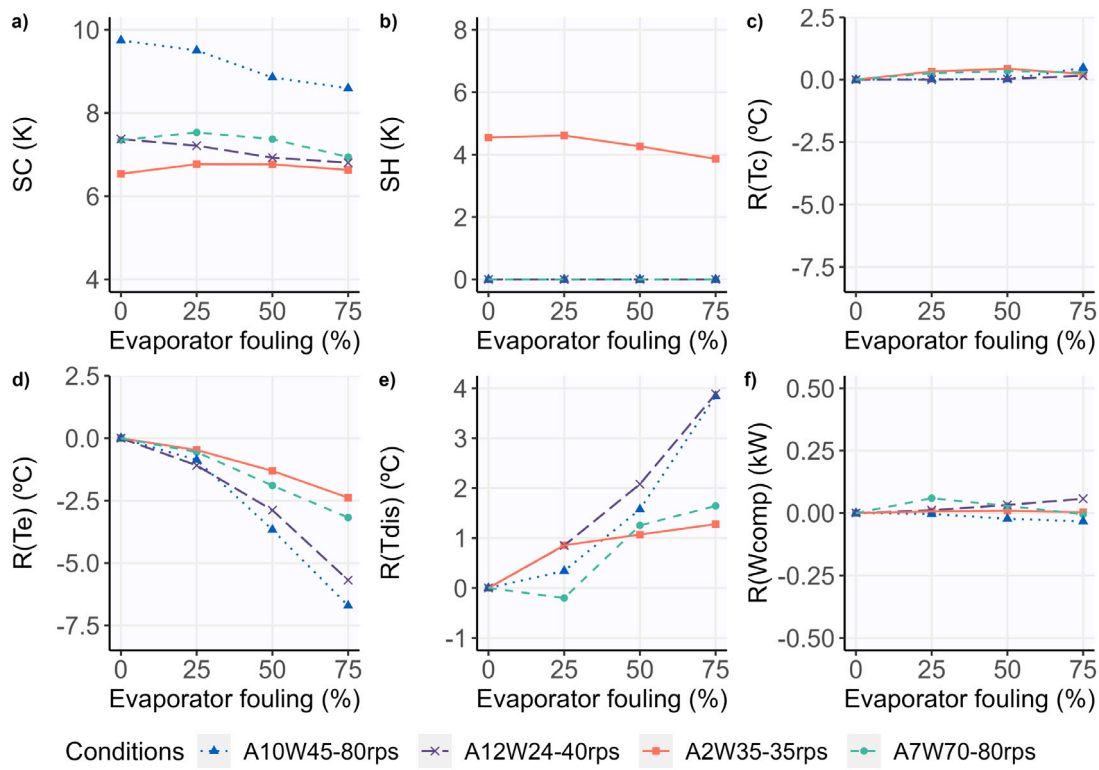 a)
SC (K)
10
8
6
4
0 25 50 75
Evaporator fouling (%)
b)
SH (K)
8
6
4
2
0
0 25 50 75
Evaporator fouling (%)
c)
R(Tc) (ºC)
2.5
0.0
-2.5
-5.0
-7.5
0 25 50 75
Evaporator fouling (%)
d)
R(Te) (ºC)
2.5
0.0
-2.5
-5.0
-7.5
0 25 50 75
Evaporator fouling (%)
e)
R(Tdis) (ºC)
4
3
2
1
0
-1
0 25 50 75
Evaporator fouling (%)
f)
R(Wcomp) (kW)
0.50
0.25
0.00
-0.25
-0.50
0 25 50 75
Evaporator fouling (%)
Conditions A10W45-80rps A12W24-40rps A2W35-35rps A7W70-80rps